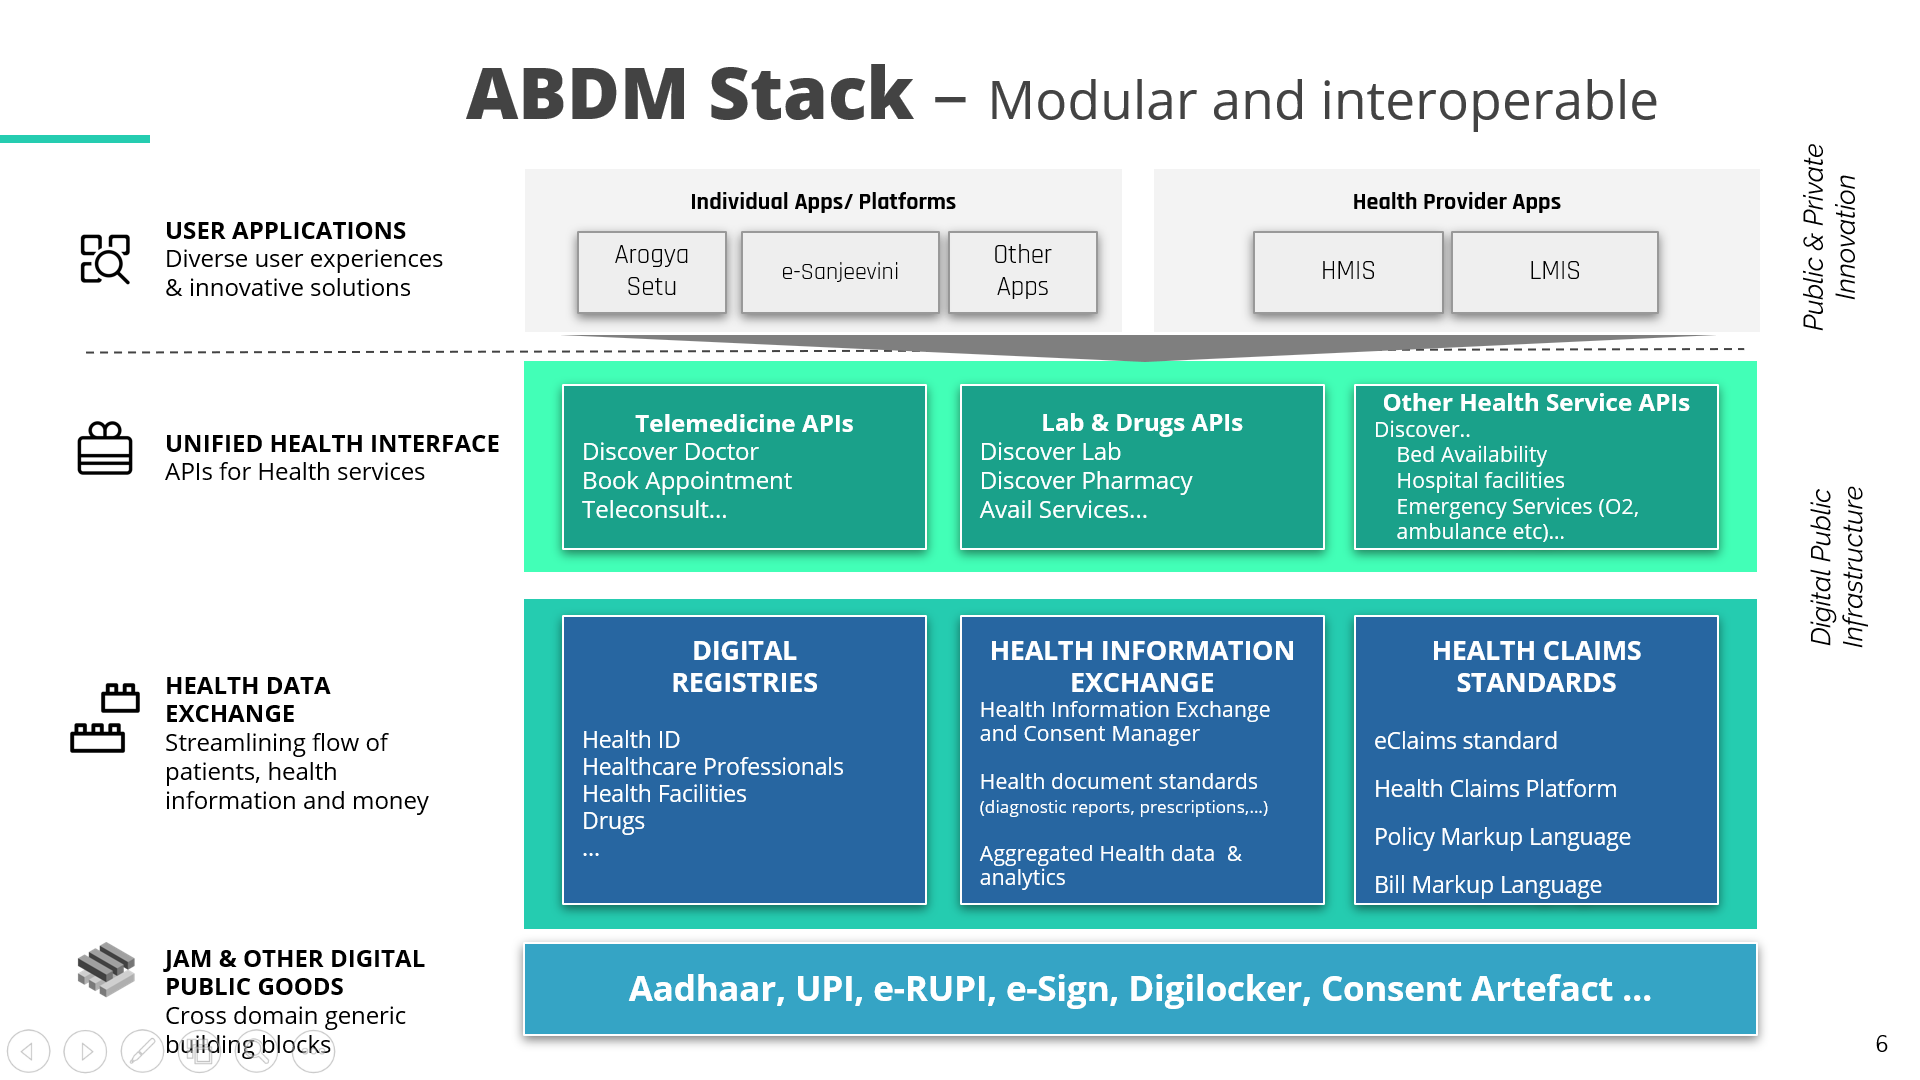 ABDM Stack – Modular and interoperable
Public & Private
Innovation
USER APPLICATIONS
Diverse user experiences
& innovative solutions
Individual Apps/ Platforms
Arogya
Setu
e-Sanjeevini
Other
Apps
Health Provider Apps
HMIS
LMIS
Digital Public
Infrastructure
UNIFIED HEALTH INTERFACE
APIs for Health services
Telemedicine APIs
Discover Doctor
Book Appointment
Teleconsult...
Lab & Drugs APIs
Discover Lab
Discover Pharmacy
Avail Services...
Other Health Service APIs
Discover..
Bed Availability
Hospital facilities
Emergency Services (O2,
ambulance etc)...
HEALTH DATA
EXCHANGE
Streamlining flow of
patients, health
information and money
DIGITAL
REGISTRIES
Health ID
Healthcare Professionals
Health Facilities
Drugs
...
HEALTH INFORMATION
EXCHANGE
Health Information Exchange
and Consent Manager
Health document standards
(diagnostic reports, prescriptions,...)
Aggregated Health data  &
analytics
HEALTH CLAIMS
STANDARDS
eClaims standard
Health Claims Platform
Policy Markup Language
Bill Markup Language
JAM & OTHER DIGITAL
PUBLIC GOODS
Cross domain generic
building blocks
Aadhaar, UPI, e-RUPI, e-Sign, Digilocker, Consent Artefact ...
6